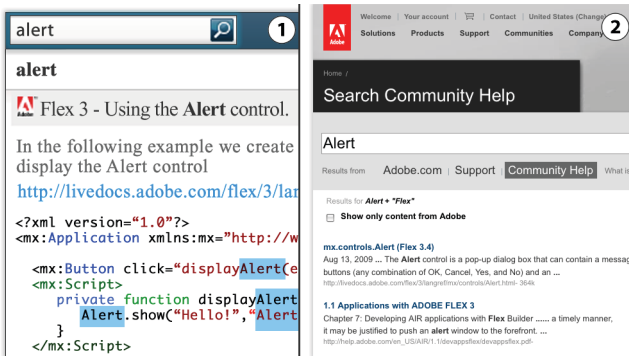 alert
1
alert
Flex 3 - Using the Alert control.
In the following example we create
display the Alert control
http://livedocs.adobe.com/flex/3/lan
<?xml version="1.0"?>
<mx:Application xmlns:mx="http://w
<mx:Button click="displayAlert(e
<mx:Script>
private function displayAlert
Alert.show("Hello!","Alert
}
</mx:Script>
Welcome | Your account | Contact | United States (Change)
2
Adobe
Solutions Products Support Communities Company
Home /
Search Community Help
Alert
Results from Adobe.com | Support | Community Help What is
Results for Alert + "Flex"
Show only content from Adobe
mx.controls.Alert (Flex 3.4)
Aug 13, 2009 ... The Alert control is a pop-up dialog box that can contain a messag
buttons (any combination of OK, Cancel, Yes, and No) and an ...
http://livedocs.adobe.com/flex/3/langref/mx/controls/Alert.html- 364k
1.1 Applications with ADOBE FLEX 3
Chapter 7: Developing AIR applications with Flex Builder ...... a timely manner,
it may be justified to push an alert window to the forefront. ...
http://help.adobe.com/en_US/AIR/1.1/devappsflex/devappsflex.pdf-